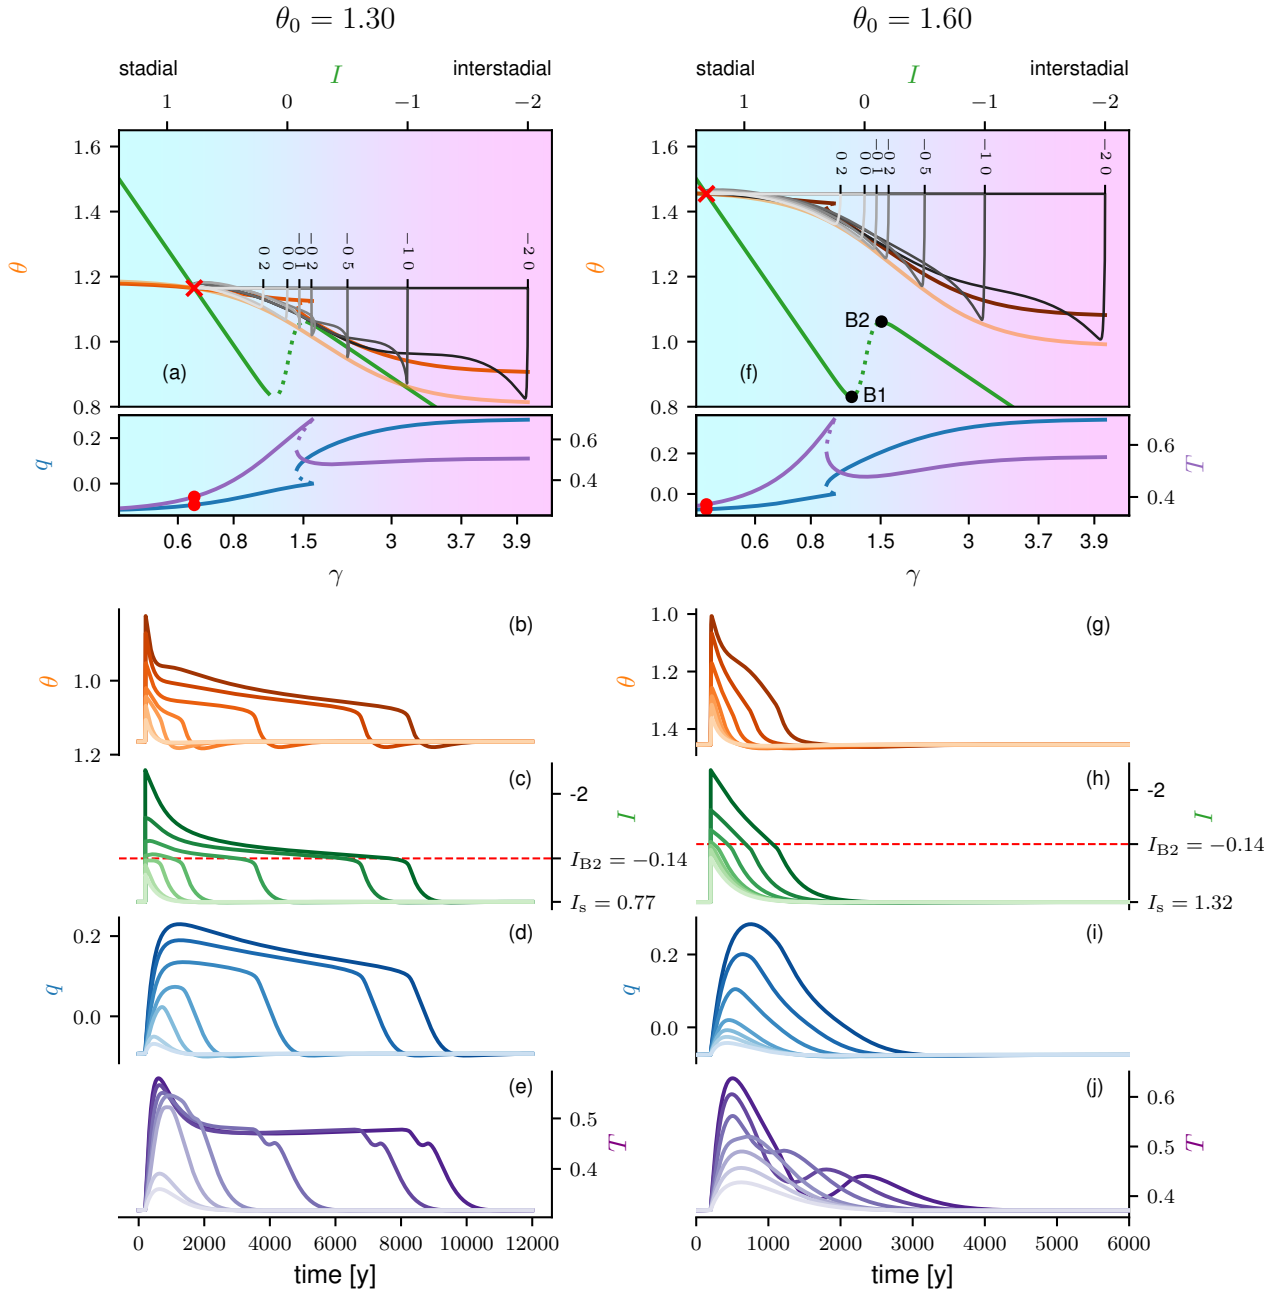 θ₀ = 1.30
θ₀ = 1.60
stadial
I
interstadial
1 0 −1 −2
stadial
I
interstadial
1 0 −1 −2
θ
1.6
1.4
1.2
1.0
0.8
0 2
0 0
−0 1
−0 2
−0 5
−1 0
−2 0
(a)
θ
1.6
1.4
1.2
1.0
0.8
0 2
0 0
−0 1
−0 2
−0 5
−1 0
−2 0
B2
B1
(f)
q
0.2
0.0
0.6
0.4
0.6 0.8 1.5 3 3.7 3.9
γ
0.2
0.0
q
0.6
0.4
T
0.6 0.8 1.5 3 3.7 3.9
γ
(b)
θ
1.0
1.2
(g)
θ
1.0
1.2
1.4
(c)
-2
I
I_B2 = −0.14
I_s = 0.77
(h)
-2
I
I_B2 = −0.14
I_s = 1.32
(d)
q
0.2
0.0
(i)
q
0.2
0.0
(e)
0.5
0.4
T
0 2000 4000 6000 8000 10000 12000
time [y]
(j)
0.6
0.5
0.4
T
0 1000 2000 3000 4000 5000 6000
time [y]